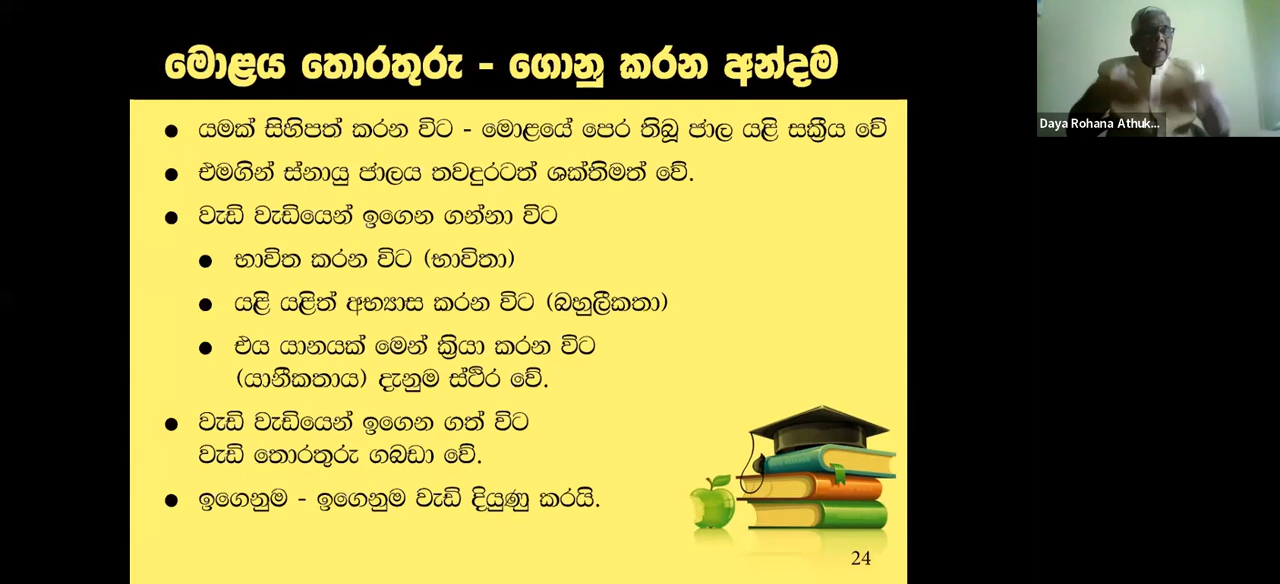 මොළය තොරතුරු - ගොනු කරන අන්දම
Daya Rohana Athuk...
● යමක් සිහිපත් කරන විට - මොළයේ පෙර තිබූ ජාල යළි සක්‍රීය වේ
● එමගින් ස්නායු ජාලය තවදුරටත් ශක්තිමත් වේ.
● වැඩි වැඩියෙන් ඉගෙන ගන්නා විට
● භාවිත කරන විට (භාවිතා)
● යළි යළිත් අභ්‍යාස කරන විට (බහුලීකතා)
● එය යානයක් මෙන් ක්‍රියා කරන විට
(යානීකතාය) දැනුම ස්ථිර වේ.
● වැඩි වැඩියෙන් ඉගෙන ගත් විට
වැඩි තොරතුරු ගබඩා වේ.
● ඉගෙනුම - ඉගෙනුම වැඩි දියුණු කරයි.
24